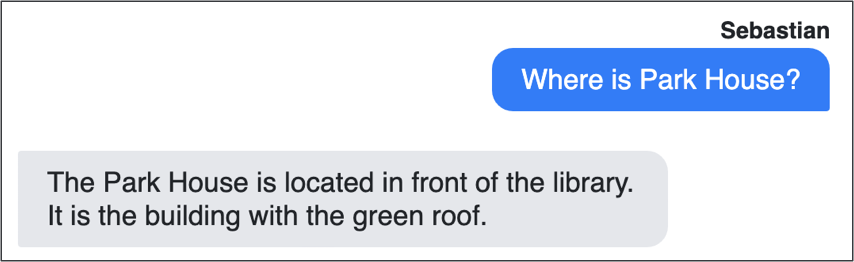 Sebastian
Where is Park House?
The Park House is located in front of the library.
It is the building with the green roof.